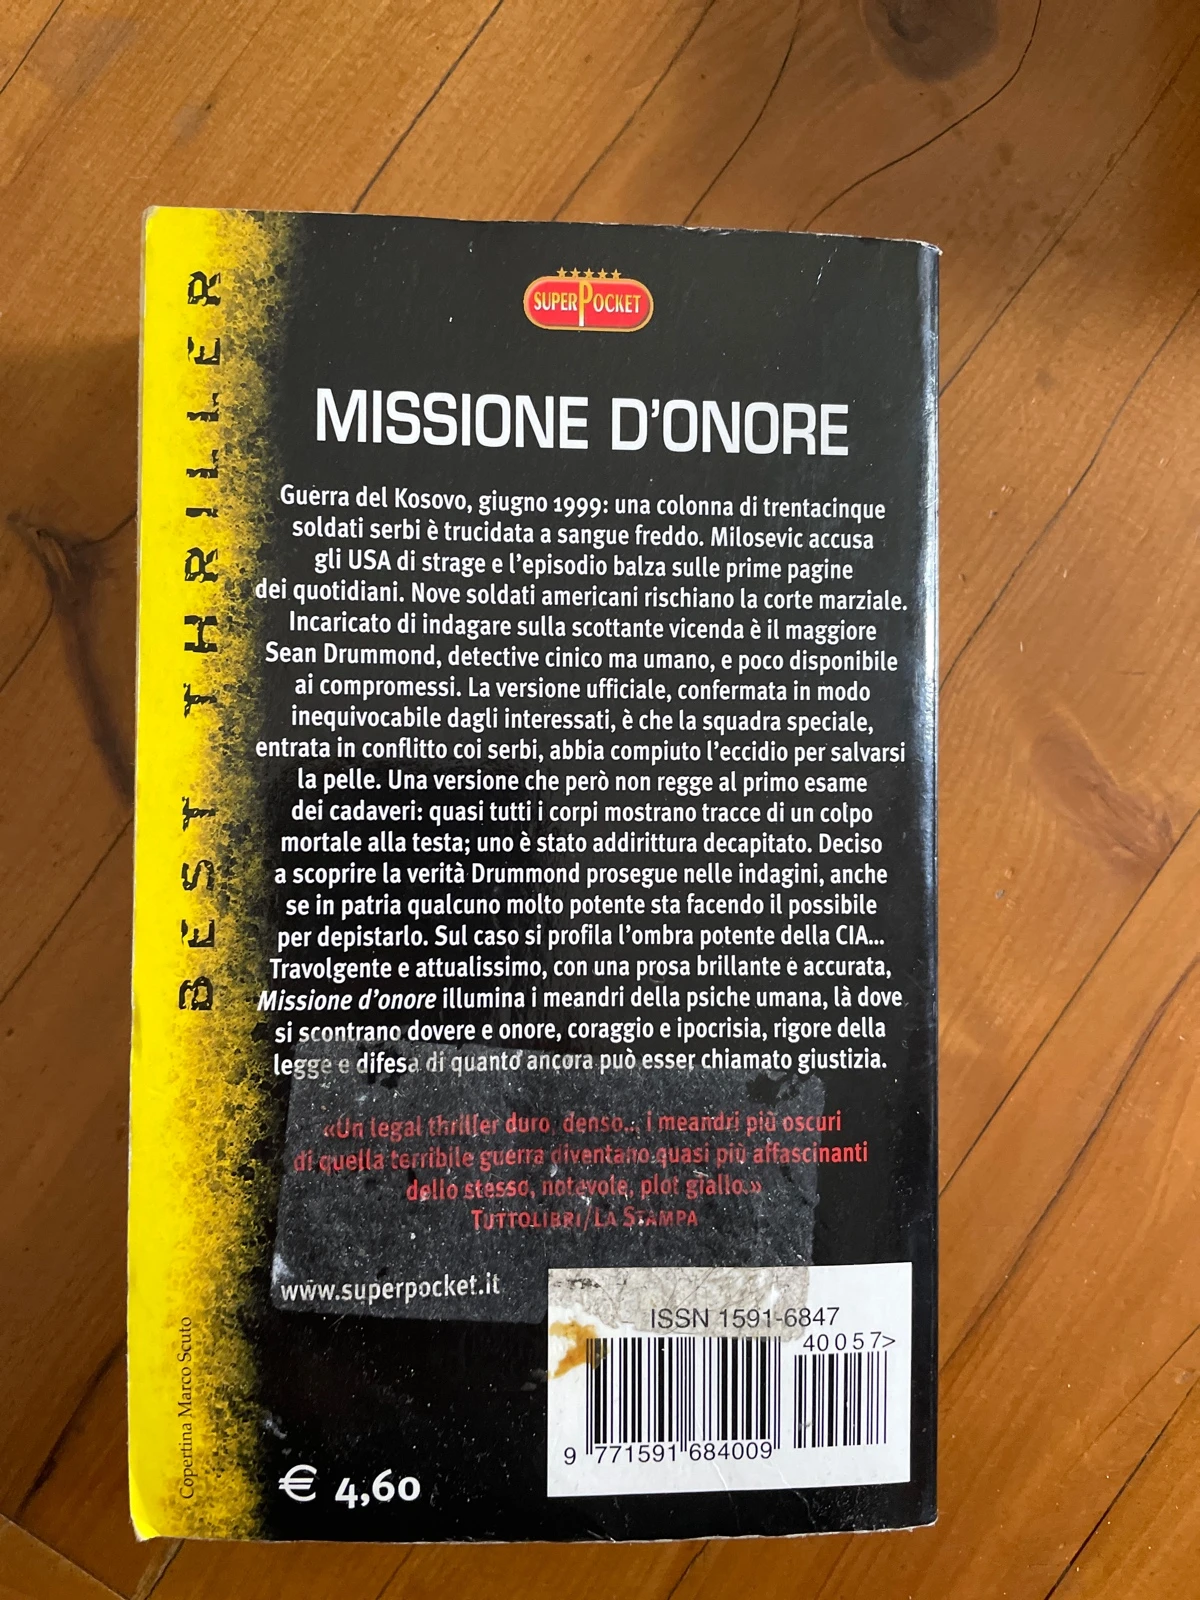 SUPERPOCKET
MISSIONE D'ONORE
Guerra del Kosovo, giugno 1999: una colonna di trentacinque
soldati serbi è trucidata a sangue freddo. Milosevic accusa
gli USA di strage e l'episodio balza sulle prime pagine
dei quotidiani. Nove soldati americani rischiano la corte marziale.
Incaricato di indagare sulla scottante vicenda è il maggiore
Sean Drummond, detective cinico ma umano, e poco disponibile
ai compromessi. La versione ufficiale, confermata in modo
inequivocabile dagli interessati, è che la squadra speciale,
entrata in conflitto coi serbi, abbia compiuto l'eccidio per salvarsi
la pelle. Una versione che però non regge al primo esame
dei cadaveri: quasi tutti i corpi mostrano tracce di un colpo
mortale alla testa; uno è stato addirittura decapitato. Deciso
a scoprire la verità Drummond prosegue nelle indagini, anche
se in patria qualcuno molto potente sta facendo il possibile
per depistarlo. Sul caso si profila l'ombra potente della CIA...
Travolgente e attualissimo, con una prosa brillante e accurata,
Missione d'onore illumina i meandri della psiche umana, là dove
si scontrano dovere e onore, coraggio e ipocrisia, rigore della
legge e difesa di quanto ancora può esser chiamato giustizia.
«Un legal thriller duro, denso... i meandri più oscuri
di quella terribile guerra diventano quasi più affascinanti
dello stesso, notevole, plot giallo.»
TUTTOLIBRI/LA STAMPA
www.superpocket.it
ISSN 1591-6847
40057>
9 771591 684009
€ 4,60
BEST THRILLER
Copertina Marco Scuto